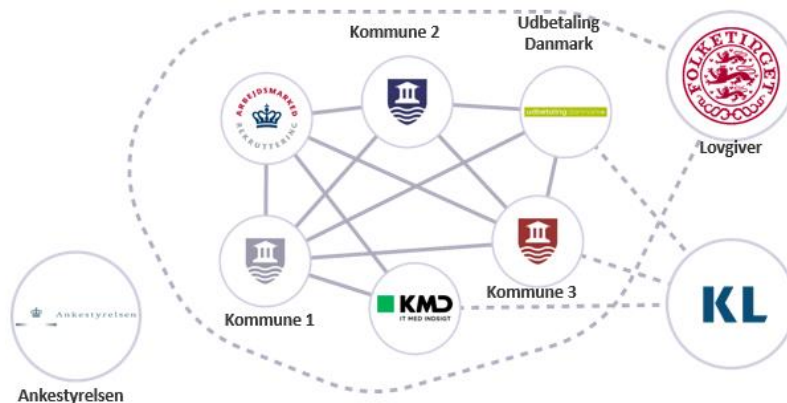 Kommune 2
Udbetaling
Danmark
ARBEJDSMARKED
REKRUTTERING
udbetaling danmark
FOLKETINGET
Lovgiver
Kommune 1
KMD
IT MED INDSIGT
Kommune 3
KL
Ankestyrelsen
Ankestyrelsen